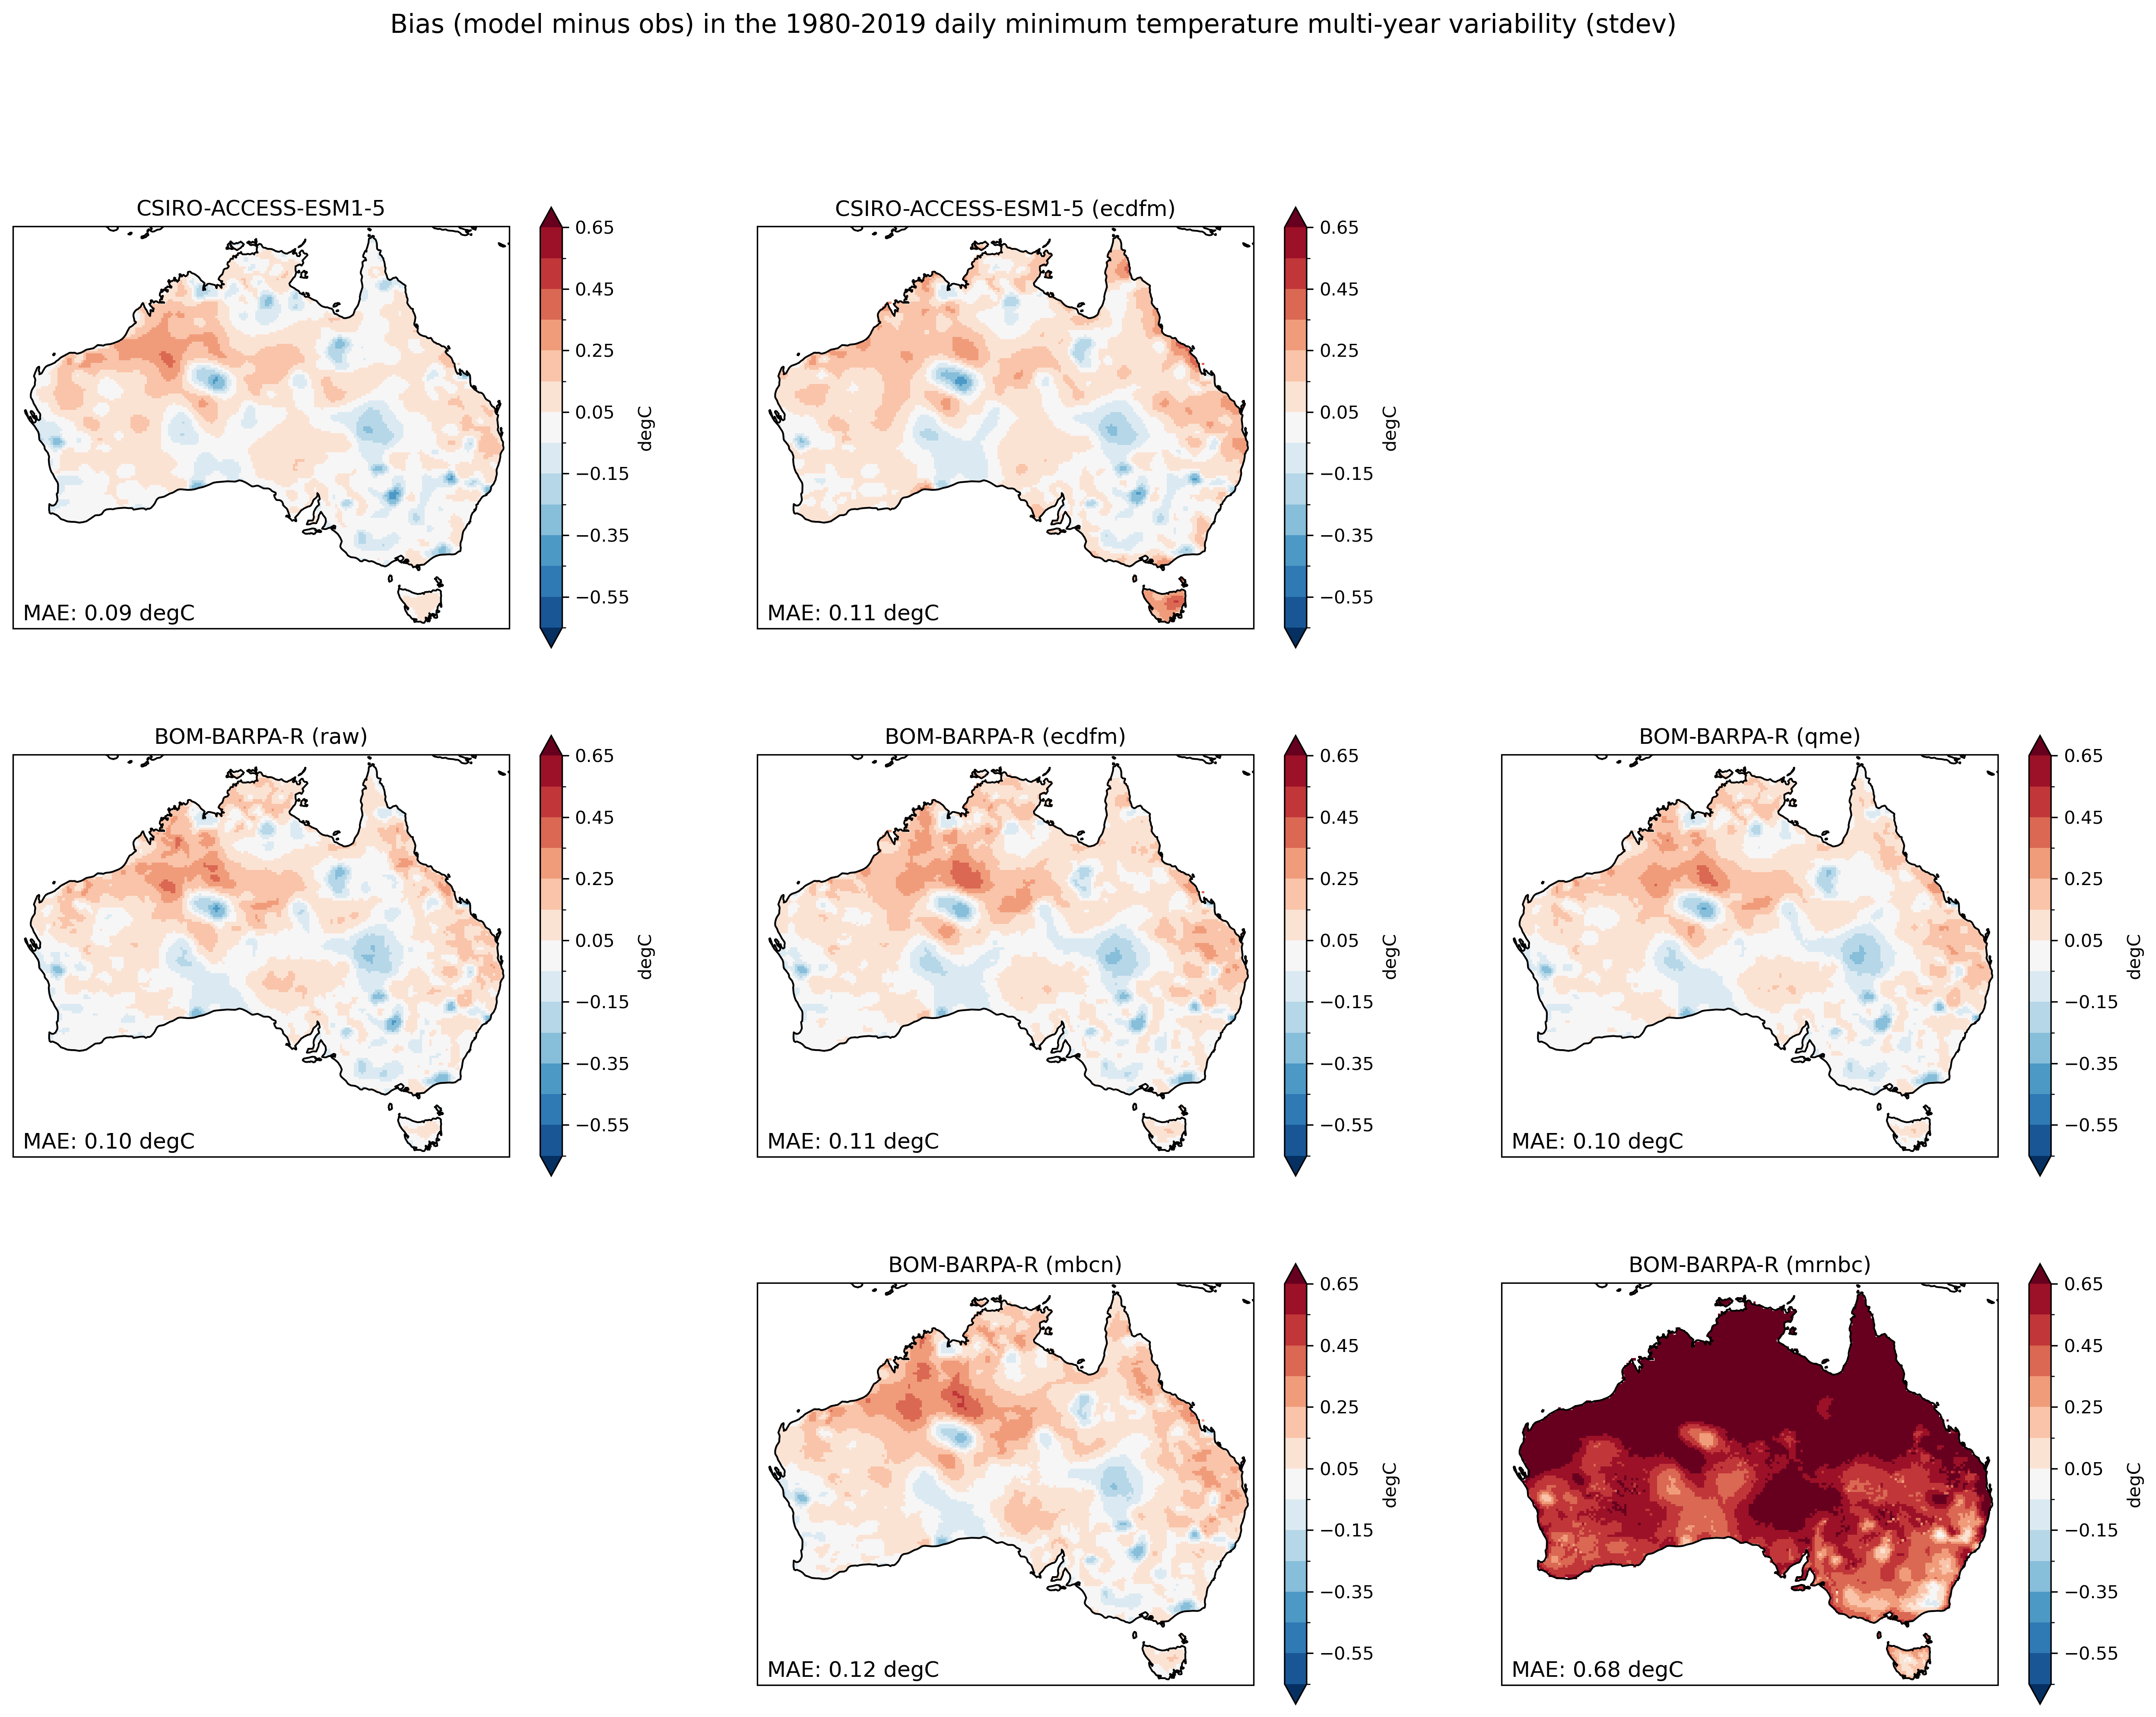 Bias (model minus obs) in the 1980-2019 daily minimum temperature multi-year variability (stdev)
CSIRO-ACCESS-ESM1-5
0.65
0.45
0.25
0.05
−0.15
−0.35
−0.55
degC
MAE: 0.09 degC
CSIRO-ACCESS-ESM1-5 (ecdfm)
0.65
0.45
0.25
0.05
−0.15
−0.35
−0.55
degC
MAE: 0.11 degC
BOM-BARPA-R (raw)
0.65
0.45
0.25
0.05
−0.15
−0.35
−0.55
degC
MAE: 0.10 degC
BOM-BARPA-R (ecdfm)
0.65
0.45
0.25
0.05
−0.15
−0.35
−0.55
degC
MAE: 0.11 degC
BOM-BARPA-R (qme)
0.65
0.45
0.25
0.05
−0.15
−0.35
−0.55
degC
MAE: 0.10 degC
BOM-BARPA-R (mbcn)
0.65
0.45
0.25
0.05
−0.15
−0.35
−0.55
degC
MAE: 0.12 degC
BOM-BARPA-R (mrnbc)
0.65
0.45
0.25
0.05
−0.15
−0.35
−0.55
degC
MAE: 0.68 degC